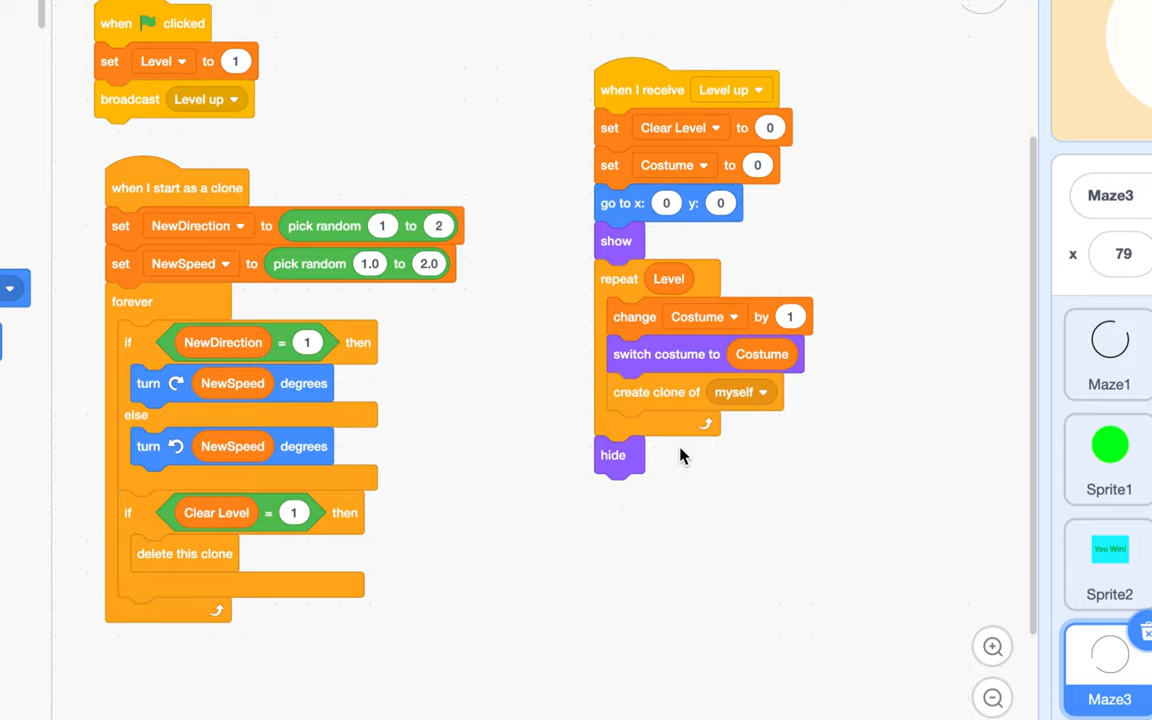 when clicked
set Level to 1
broadcast Level up
when I start as a clone
set NewDirection to pick random 1 to 2
set NewSpeed to pick random 1.0 to 2.0
forever
if NewDirection = 1 then
turn NewSpeed degrees
else
turn NewSpeed degrees
if Clear Level = 1 then
delete this clone
when I receive Level up
set Clear Level to 0
set Costume to 0
go to x: 0 y: 0
show
repeat Level
change Costume by 1
switch costume to Costume
create clone of myself
hide
Maze3
x 79
Maze1
Sprite1
You Win!
Sprite2
Maze3